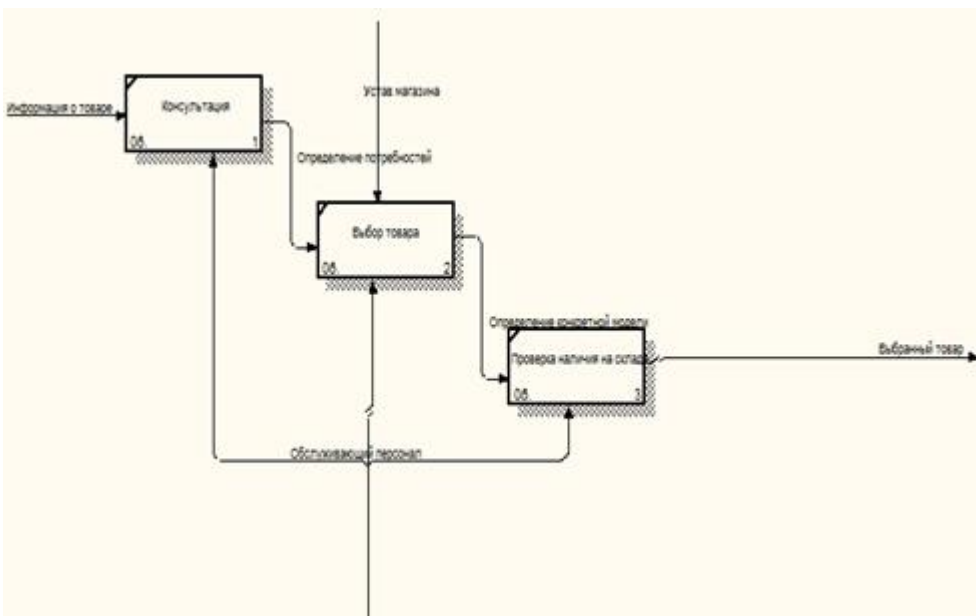 Устав магазина
Информация о товаре
Консультация
0б. 1
Определение потребностей
Выбор товара
0б. 2
Определение конкретной модели
Проверка наличия на склад
0б. 3
Выбранный товар
Обслуживающий персонал